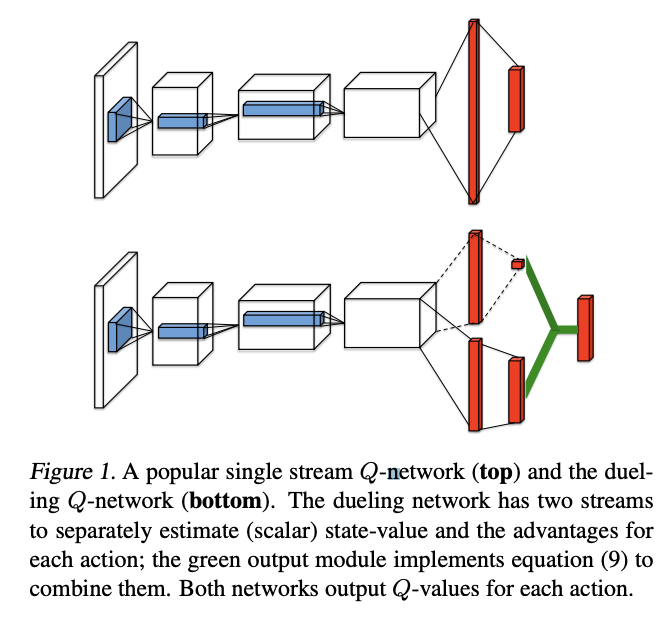 Figure 1. A popular single stream Q-network (top) and the duel-
ing Q-network (bottom). The dueling network has two streams
to separately estimate (scalar) state-value and the advantages for
each action; the green output module implements equation (9) to
combine them. Both networks output Q-values for each action.